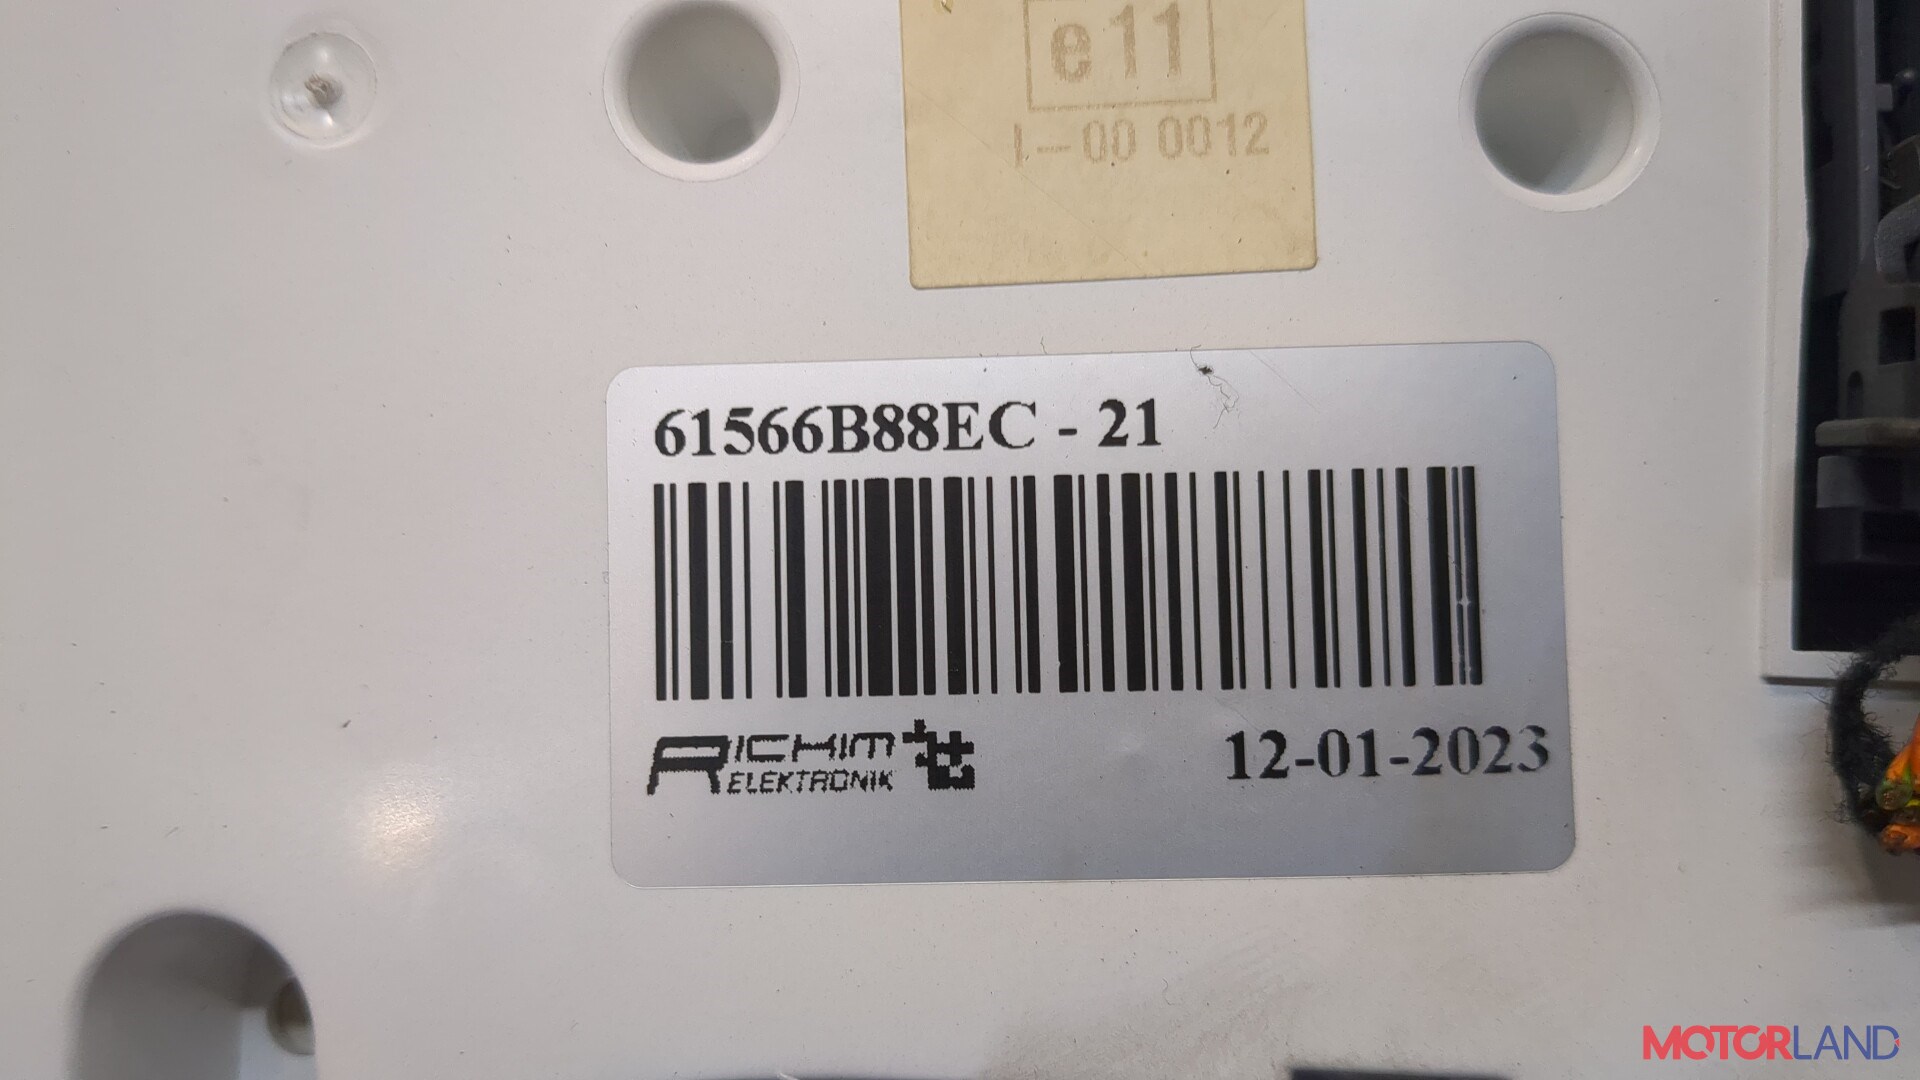 e11
I-00 0012
61566B88EC - 21
RICHIM
ELEKTRONIK
12-01-2023
MOTORLAND